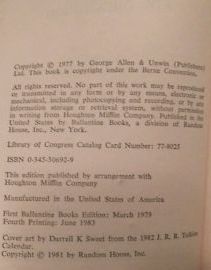 Copyright © 1977 by George Allen & Unwin (Publishers)
Ltd. This book is copyright under the Berne Convention.
All rights reserved. No part of this work may be reproduced
or transmitted in any form or by any means, electronic or
mechanical, including photocopying and recording, or by any
information storage or retrieval system, without permission
in writing from Houghton Mifflin Company. Published in the
United States by Ballantine Books, a division of Random
House, Inc., New York.
Library of Congress Catalog Card Number: 77-8025
ISBN 0-345-30692-9
This edition published by arrangement with
Houghton Mifflin Company
Manufactured in the United States of America
First Ballantine Books Edition: March 1979
Fourth Printing: June 1983
Cover art by Darrell K Sweet from the 1982 J. R. R. Tolkien
Calendar.
Copyright © 1981 by Random House, Inc.